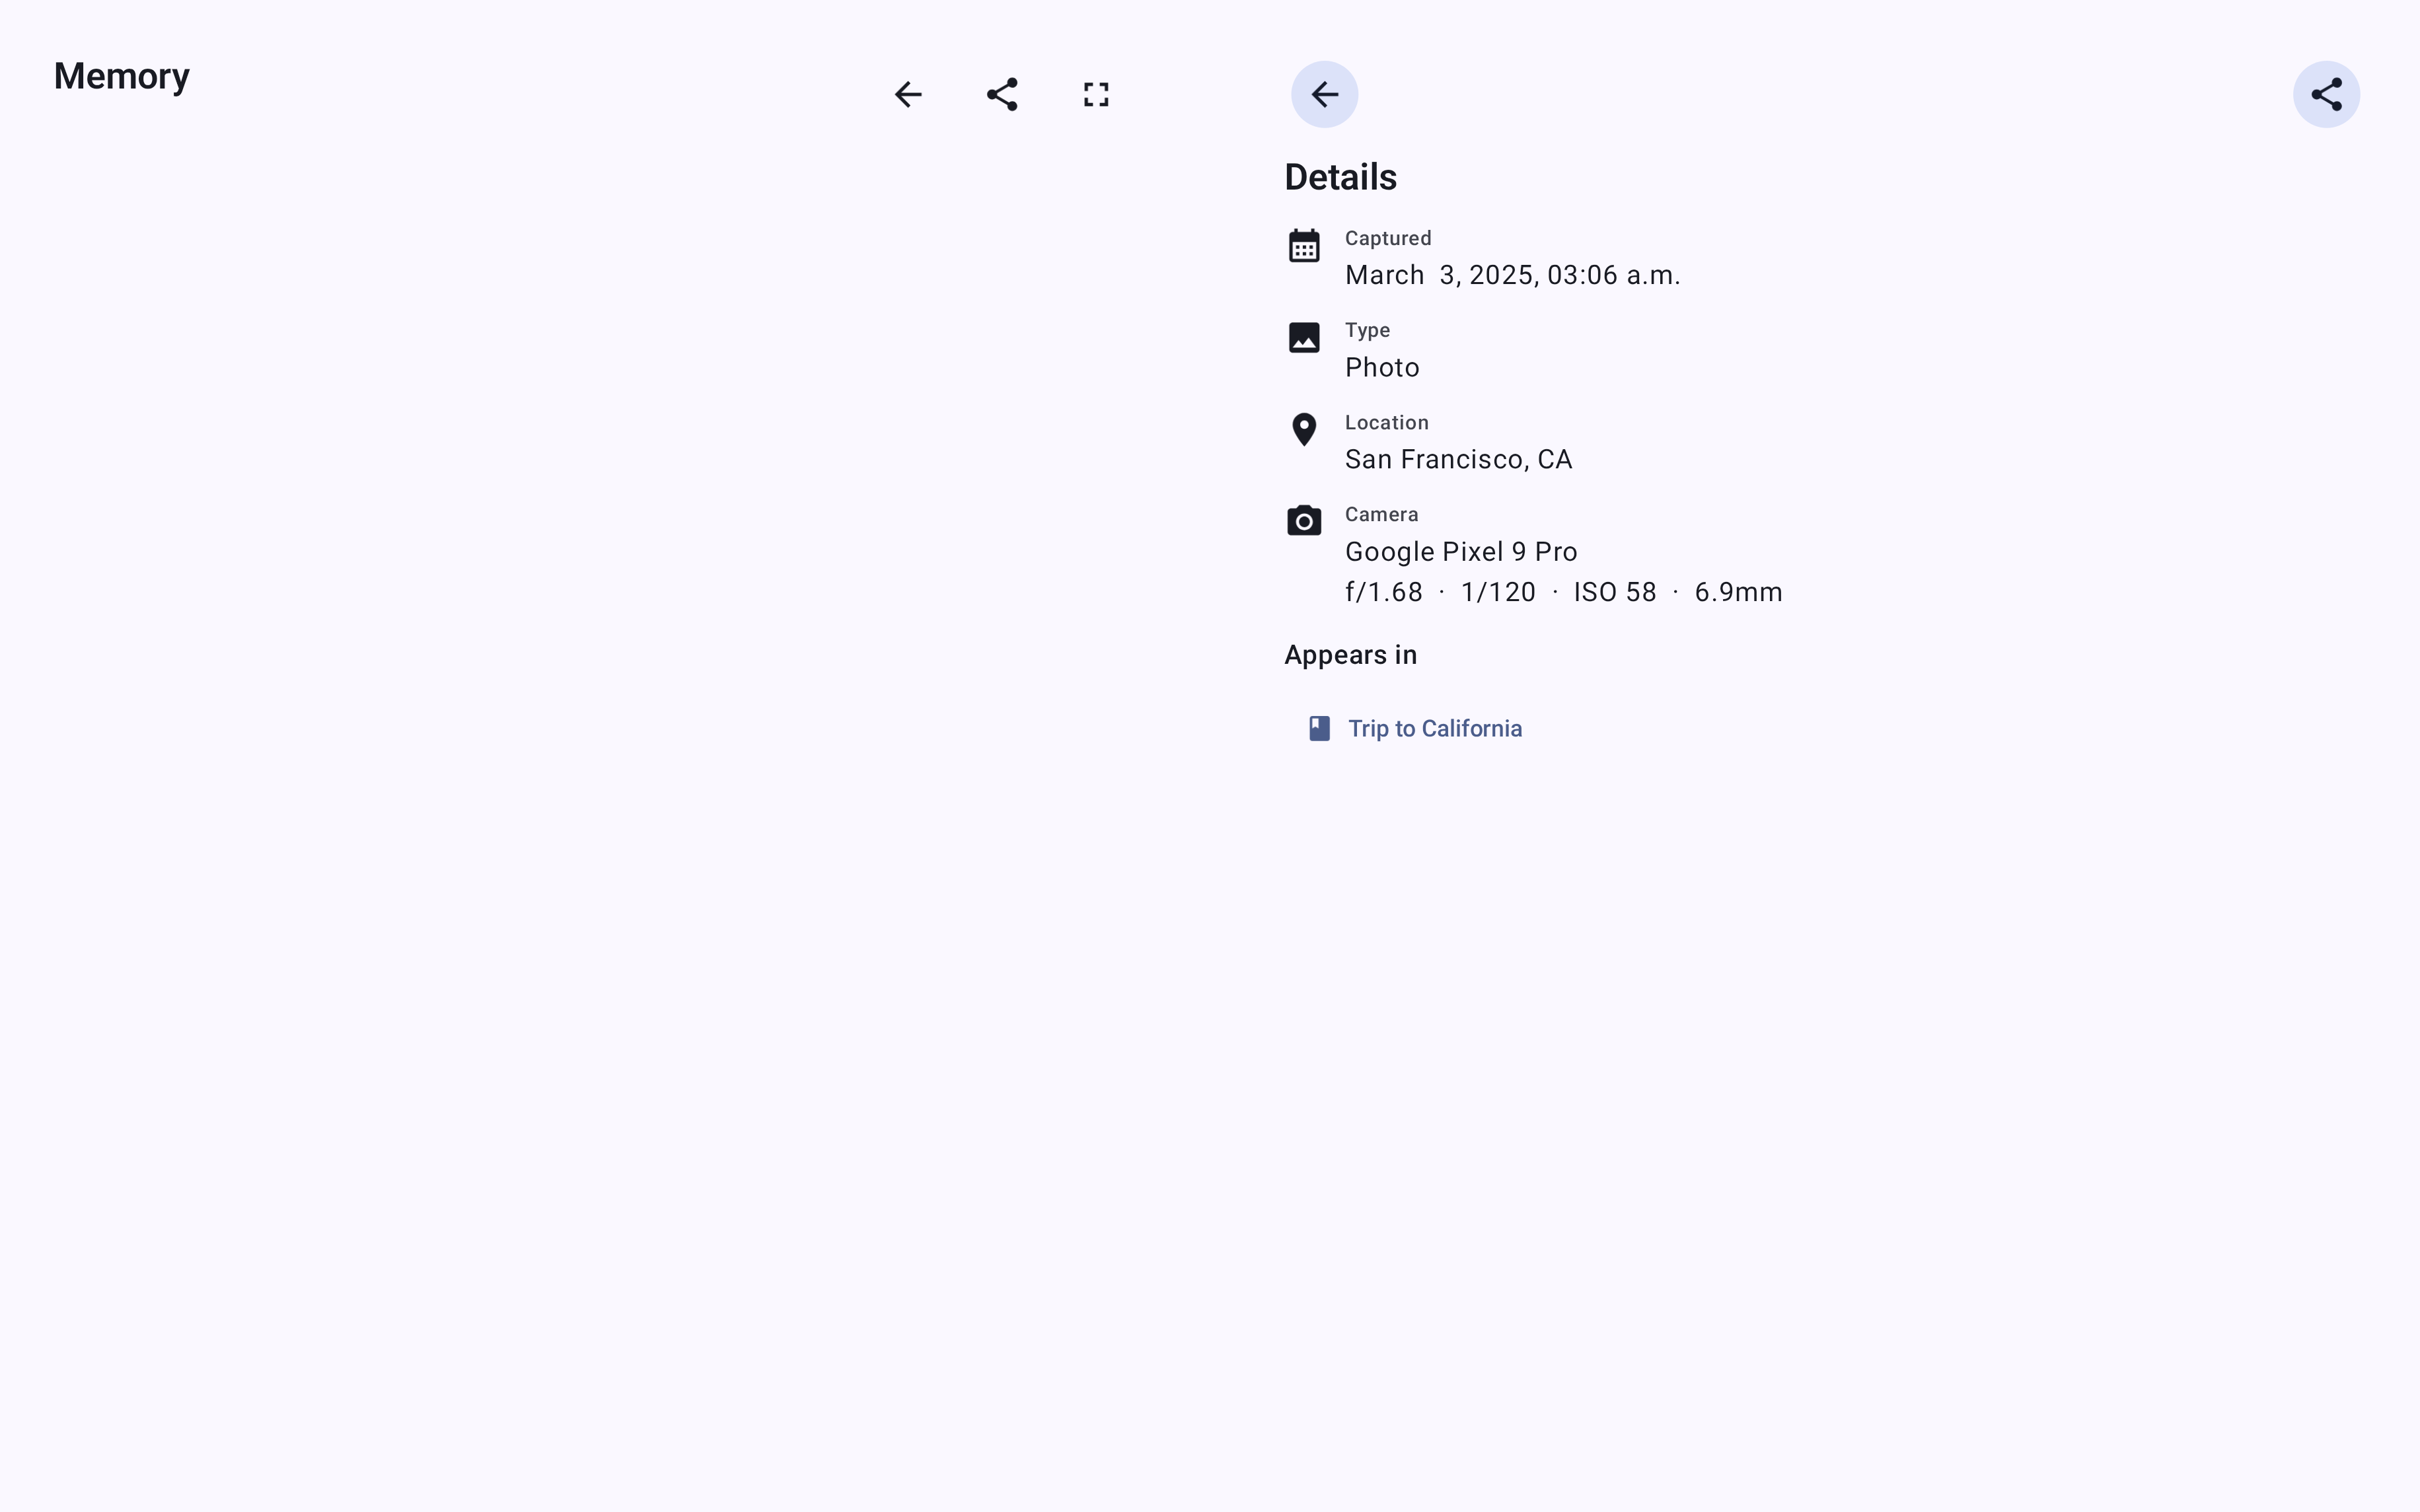 Memory
Details
Captured
March  3, 2025, 03:06 a.m.
Type
Photo
Location
San Francisco, CA
Camera
Google Pixel 9 Pro
f/1.68  ·  1/120  ·  ISO 58  ·  6.9mm
Appears in
Trip to California